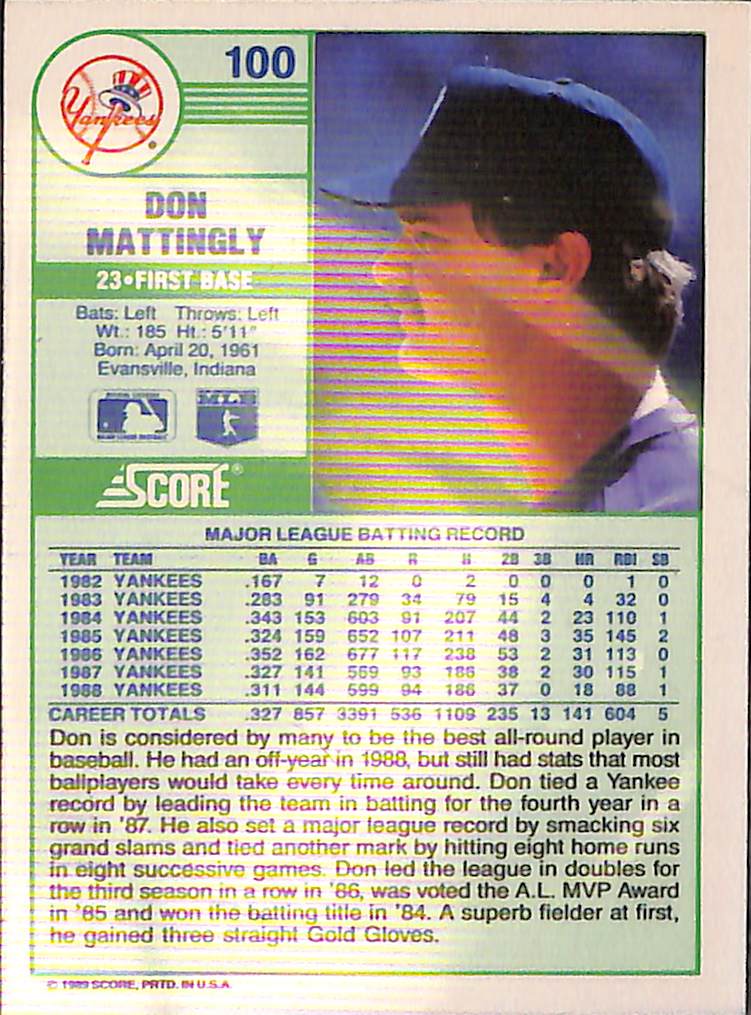 Yankees
100
DON
MATTINGLY
23•FIRST BASE
Bats: Left Throws: Left
Wt.: 185 Ht.: 5'11"
Born: April 20, 1961
Evansville, Indiana
MLB
SCORE®
MAJOR LEAGUE BATTING RECORD
YEAR TEAM BA G AB R H 2B 3B HR RBI SB
1982 YANKEES .167 7 12 0 2 0 0 0 1 0
1983 YANKEES .283 91 279 34 79 15 4 4 32 0
1984 YANKEES .343 153 603 91 207 44 2 23 110 1
1985 YANKEES .324 159 652 107 211 48 3 35 145 2
1986 YANKEES .352 162 677 117 238 53 2 31 113 0
1987 YANKEES .327 141 569 93 186 38 2 30 115 1
1988 YANKEES .311 144 599 94 186 37 0 18 88 1
CAREER TOTALS .327 857 3391 536 1109 235 13 141 604 5
Don is considered by many to be the best all-round player in
baseball. He had an off-year in 1988, but still had stats that most
ballplayers would take every time around. Don tied a Yankee
record by leading the team in batting for the fourth year in a
row in '87. He also set a major league record by smacking six
grand slams and tied another mark by hitting eight home runs
in eight successive games. Don led the league in doubles for
the third season in a row in '86, was voted the A.L. MVP Award
in '85 and won the batting title in '84. A superb fielder at first,
he gained three straight Gold Gloves.
© 1989 SCORE, PRTD. IN U.S.A.